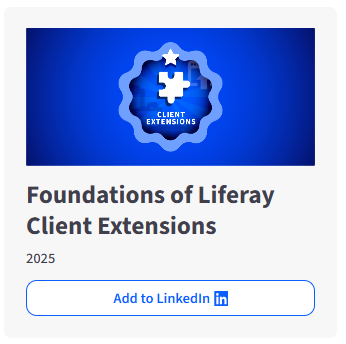 CLIENT
EXTENSIONS
Foundations of Liferay
Client Extensions
2025
Add to LinkedIn in